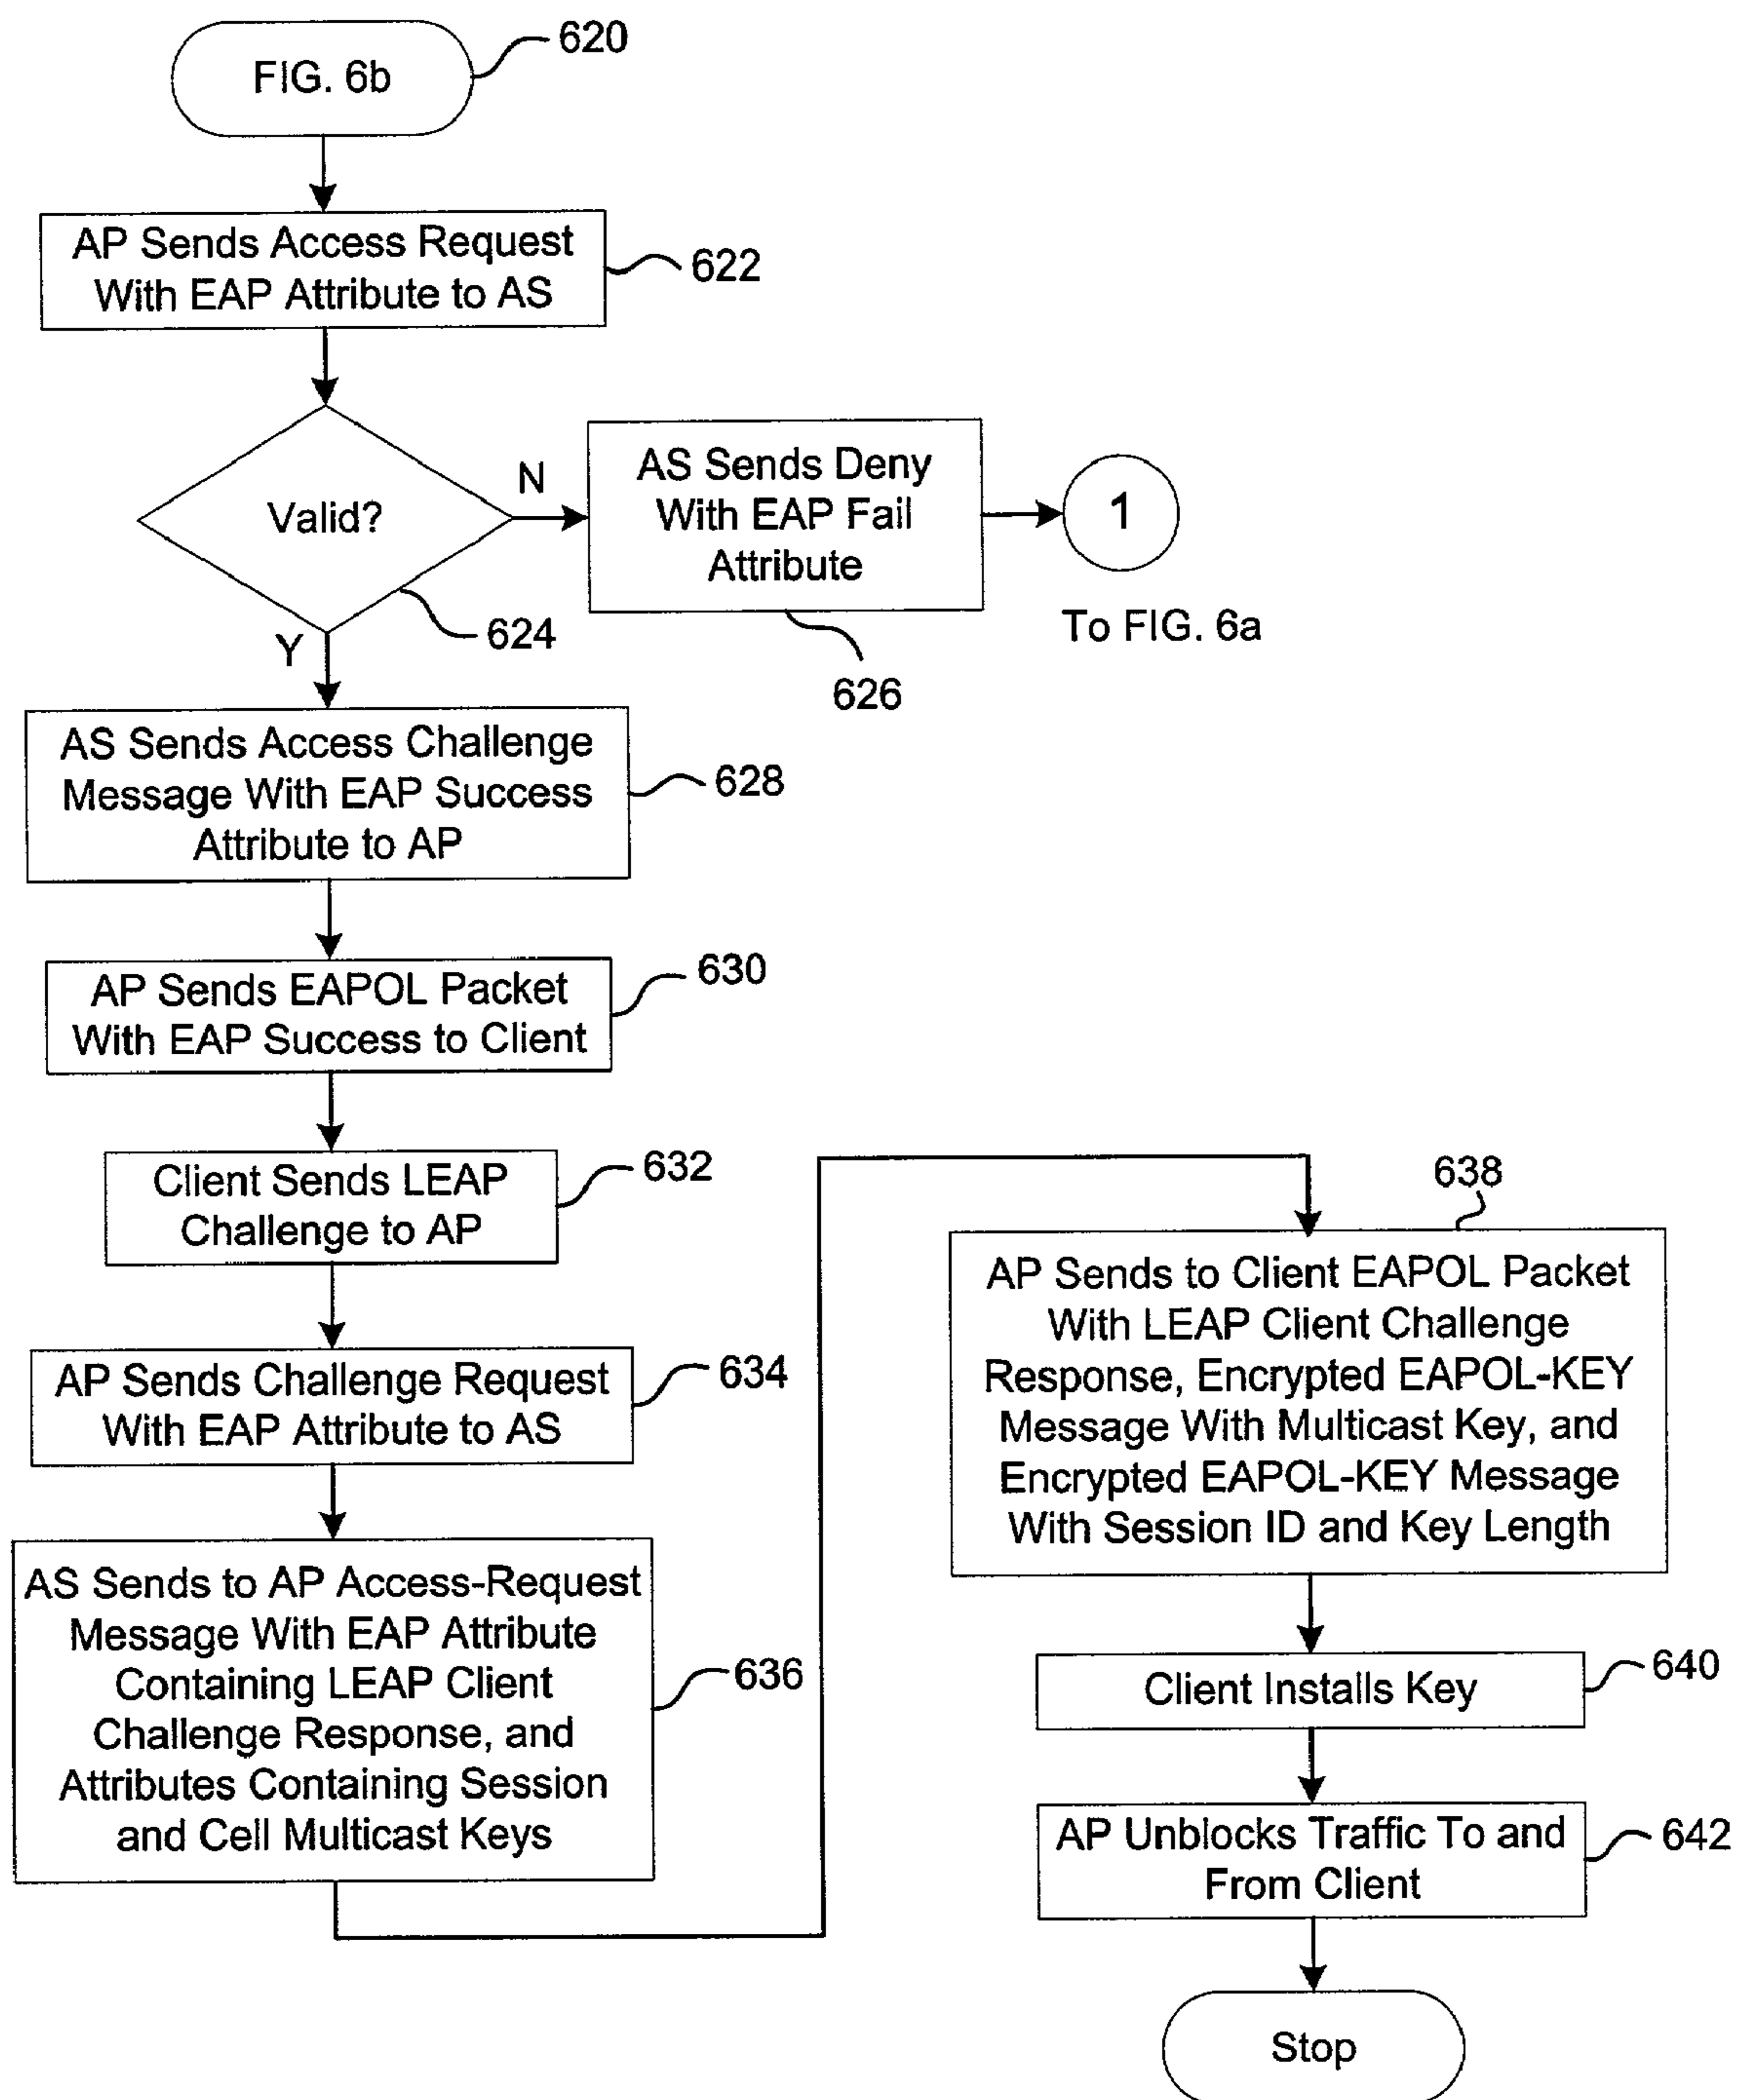 FIG. 6b
620
AP Sends Access Request
With EAP Attribute to AS
622
Valid?
N
Y
624
AS Sends Deny
With EAP Fail
Attribute
626
1
To FIG. 6a
AS Sends Access Challenge
Message With EAP Success
Attribute to AP
628
AP Sends EAPOL Packet
With EAP Success to Client
630
Client Sends LEAP
Challenge to AP
632
AP Sends Challenge Request
With EAP Attribute to AS
634
AS Sends to AP Access-Request
Message With EAP Attribute
Containing LEAP Client
Challenge Response, and
Attributes Containing Session
and Cell Multicast Keys
636
638
AP Sends to Client EAPOL Packet
With LEAP Client Challenge
Response, Encrypted EAPOL-KEY
Message With Multicast Key, and
Encrypted EAPOL-KEY Message
With Session ID and Key Length
Client Installs Key
640
AP Unblocks Traffic To and
From Client
642
Stop